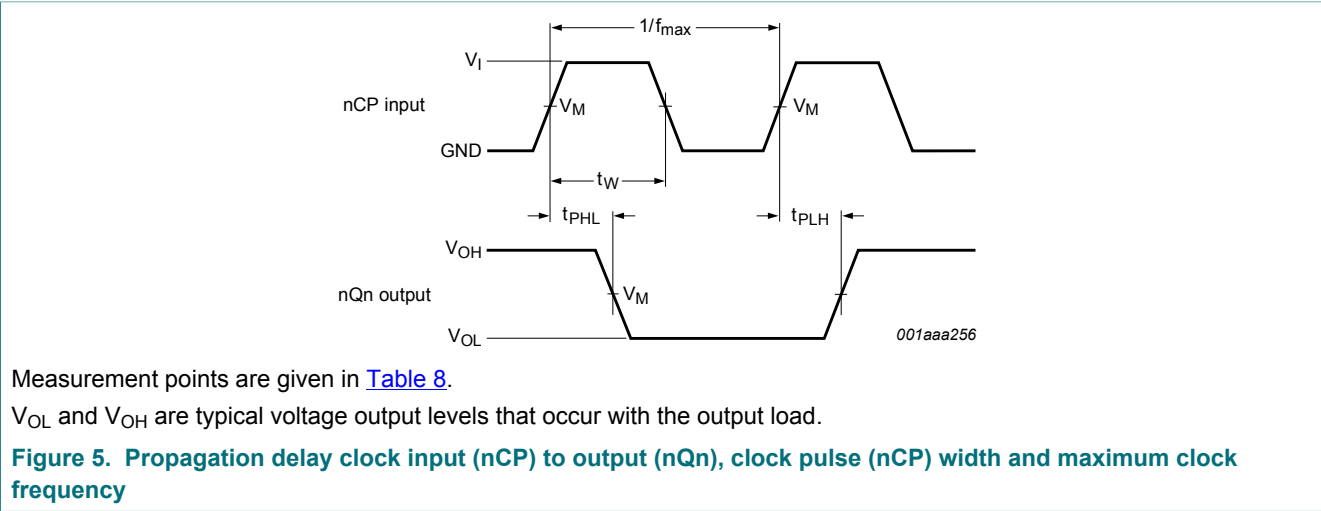 1/fmax
VI
nCP input
VM
VM
GND
tW
tPHL
tPLH
VOH
nQn output
VM
VOL
001aaa256
Measurement points are given in Table 8.
VOL and VOH are typical voltage output levels that occur with the output load.
Figure 5. Propagation delay clock input (nCP) to output (nQn), clock pulse (nCP) width and maximum clock
frequency